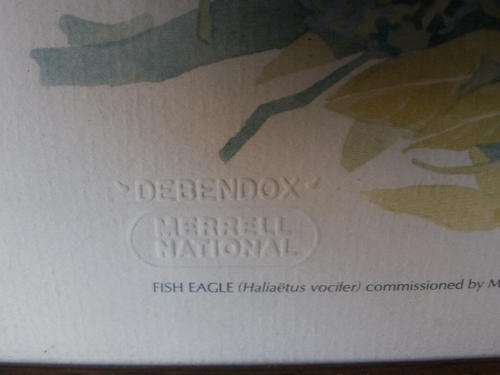 "DEBENDOX"
MERRELL
NATIONAL
FISH EAGLE (Haliaëtus vocifer) commissioned by M